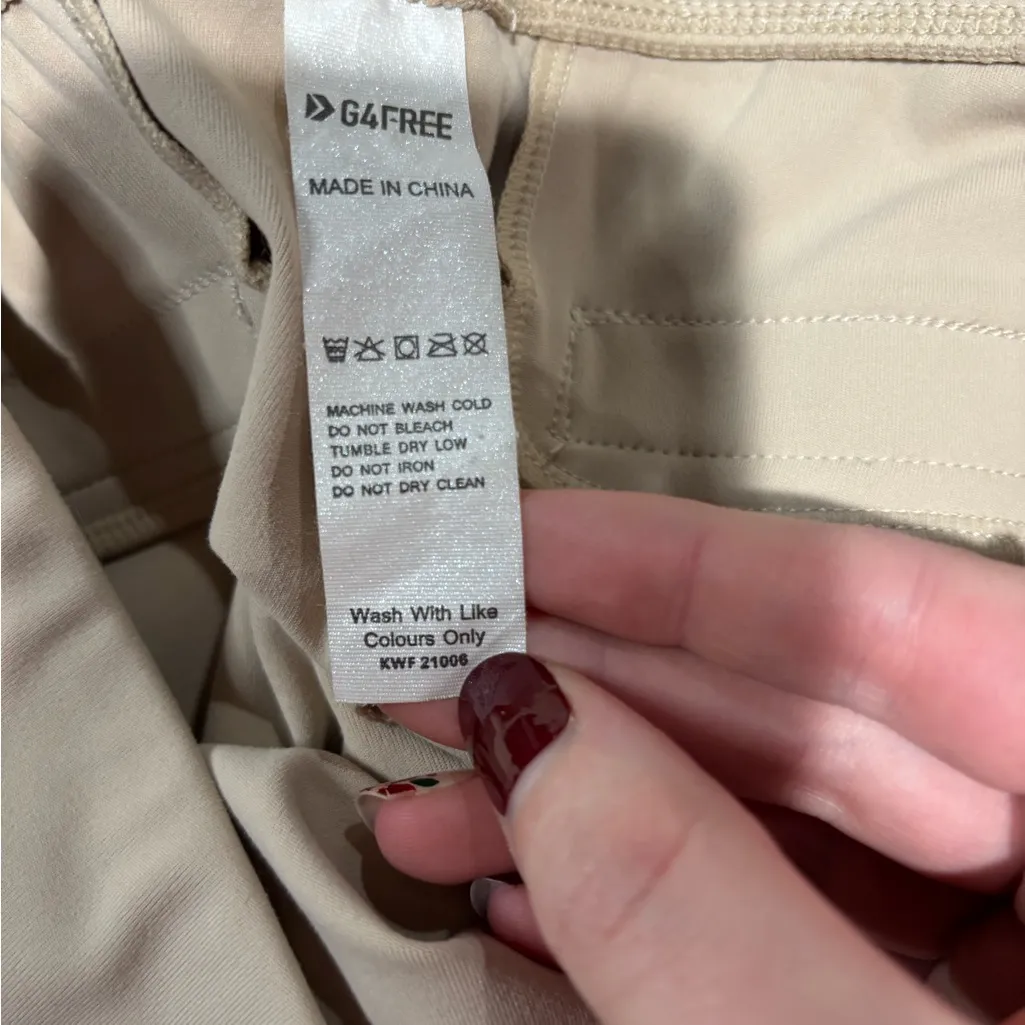 G4FREE
MADE IN CHINA
MACHINE WASH COLD
DO NOT BLEACH
TUMBLE DRY LOW
DO NOT IRON
DO NOT DRY CLEAN
Wash With Like
Colours Only
KWF 21006